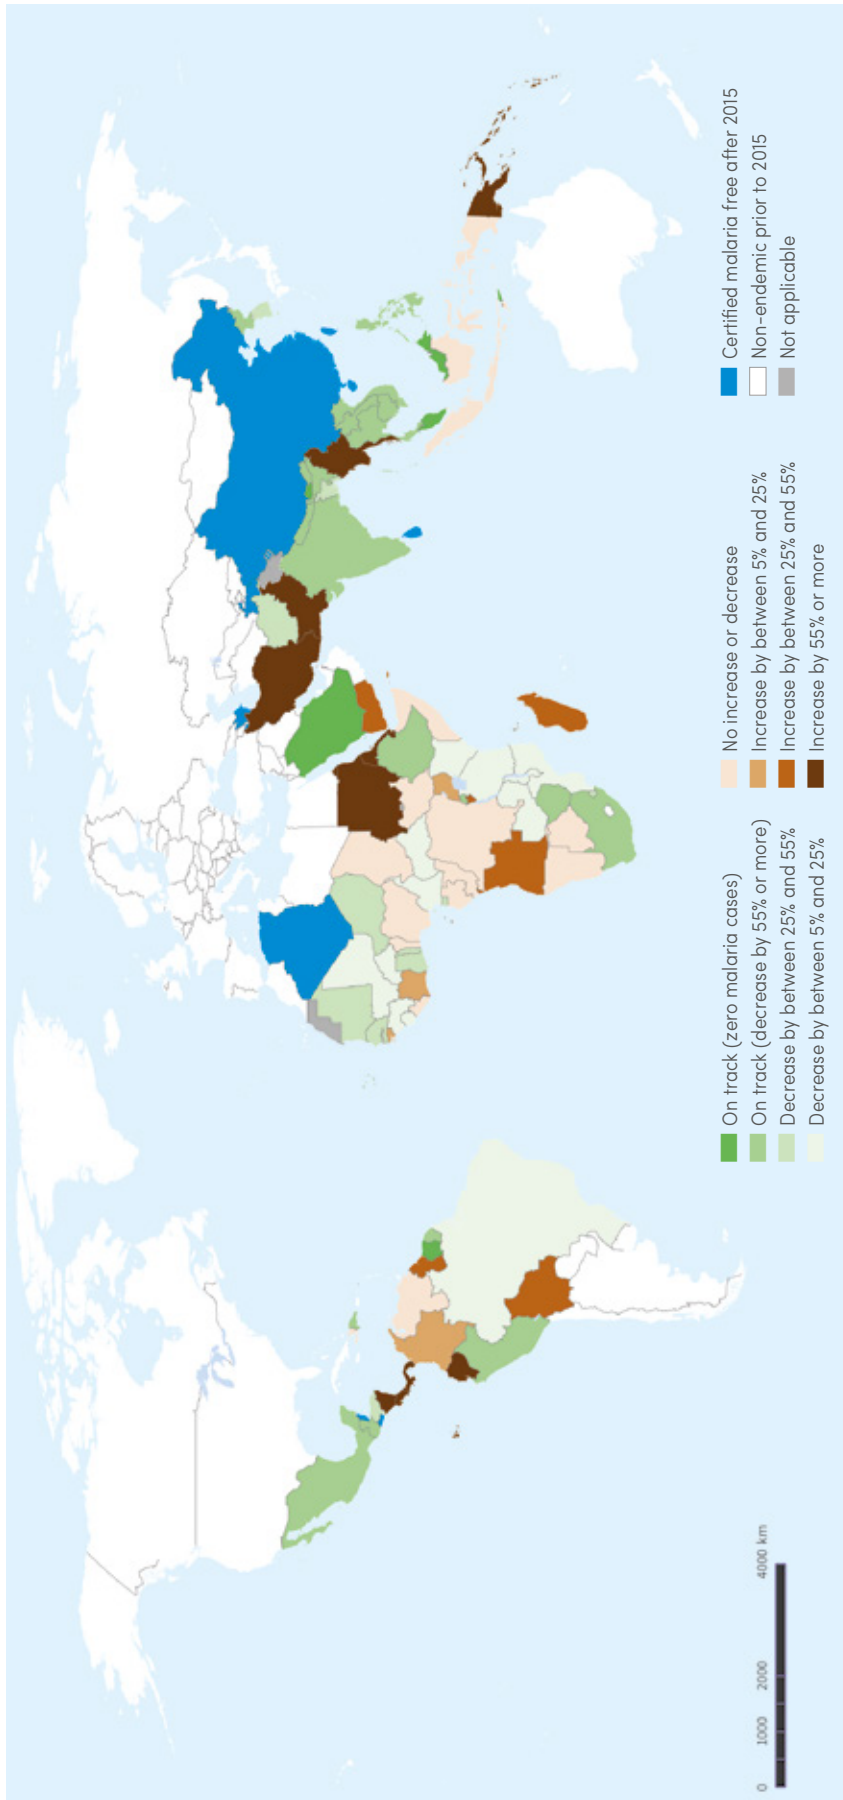 On track (zero malaria cases)
On track (decrease by 55% or more)
Decrease by between 25% and 55%
Decrease by between 5% and 25%
No increase or decrease
Increase by between 5% and 25%
Increase by between 25% and 55%
Increase by 55% or more
Certified malaria free after 2015
Non-endemic prior to 2015
Not applicable
0 1000 2000 4000 km